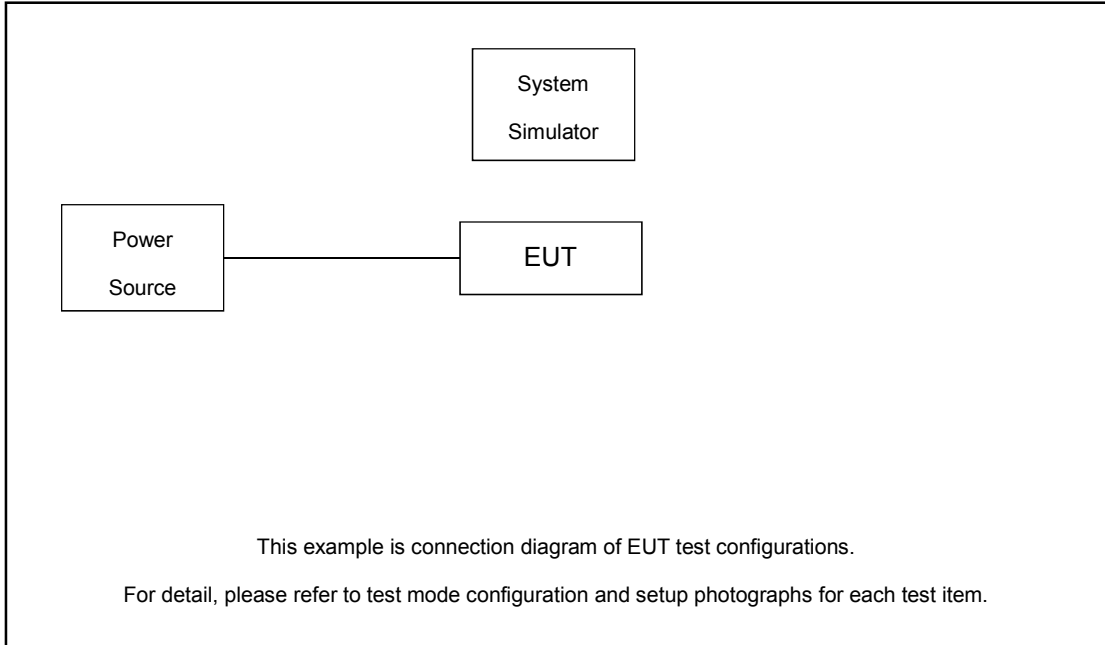 System
Simulator
Power
Source
EUT
This example is connection diagram of EUT test configurations.
For detail, please refer to test mode configuration and setup photographs for each test item.